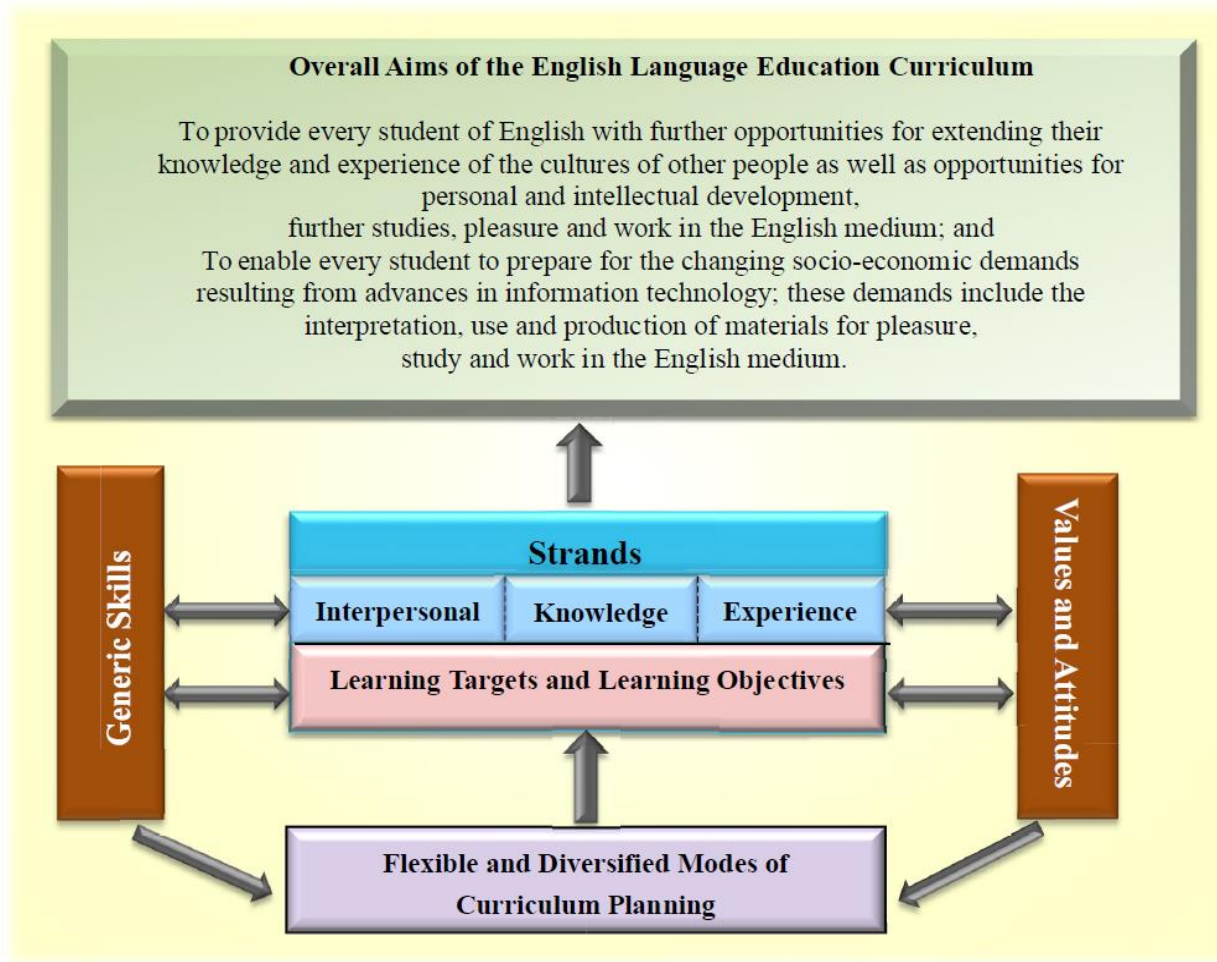 Overall Aims of the English Language Education Curriculum
To provide every student of English with further opportunities for extending their
knowledge and experience of the cultures of other people as well as opportunities for
personal and intellectual development,
further studies, pleasure and work in the English medium; and
To enable every student to prepare for the changing socio-economic demands
resulting from advances in information technology; these demands include the
interpretation, use and production of materials for pleasure,
study and work in the English medium.
Generic Skills
Strands
Interpersonal
Knowledge
Experience
Learning Targets and Learning Objectives
Values and Attitudes
Flexible and Diversified Modes of
Curriculum Planning